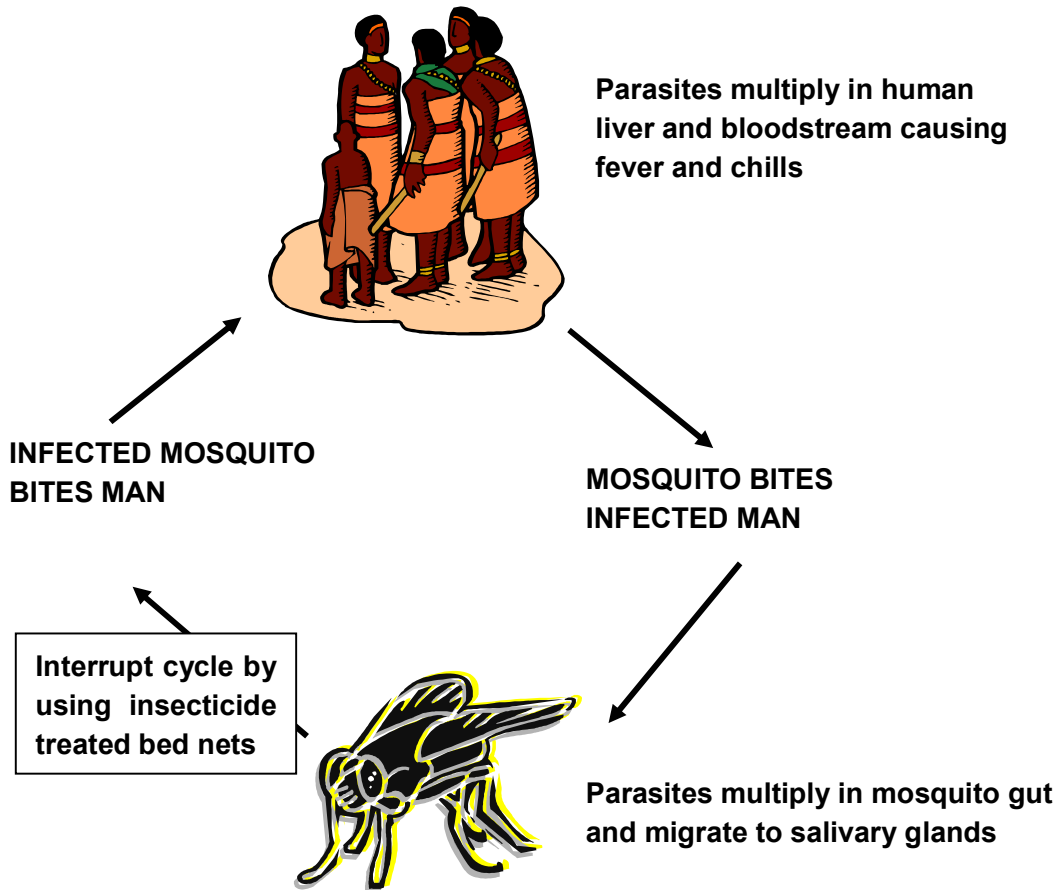 Parasites multiply in human
liver and bloodstream causing
fever and chills
INFECTED MOSQUITO
BITES MAN
MOSQUITO BITES
INFECTED MAN
Interrupt cycle by
using insecticide
treated bed nets
Parasites multiply in mosquito gut
and migrate to salivary glands